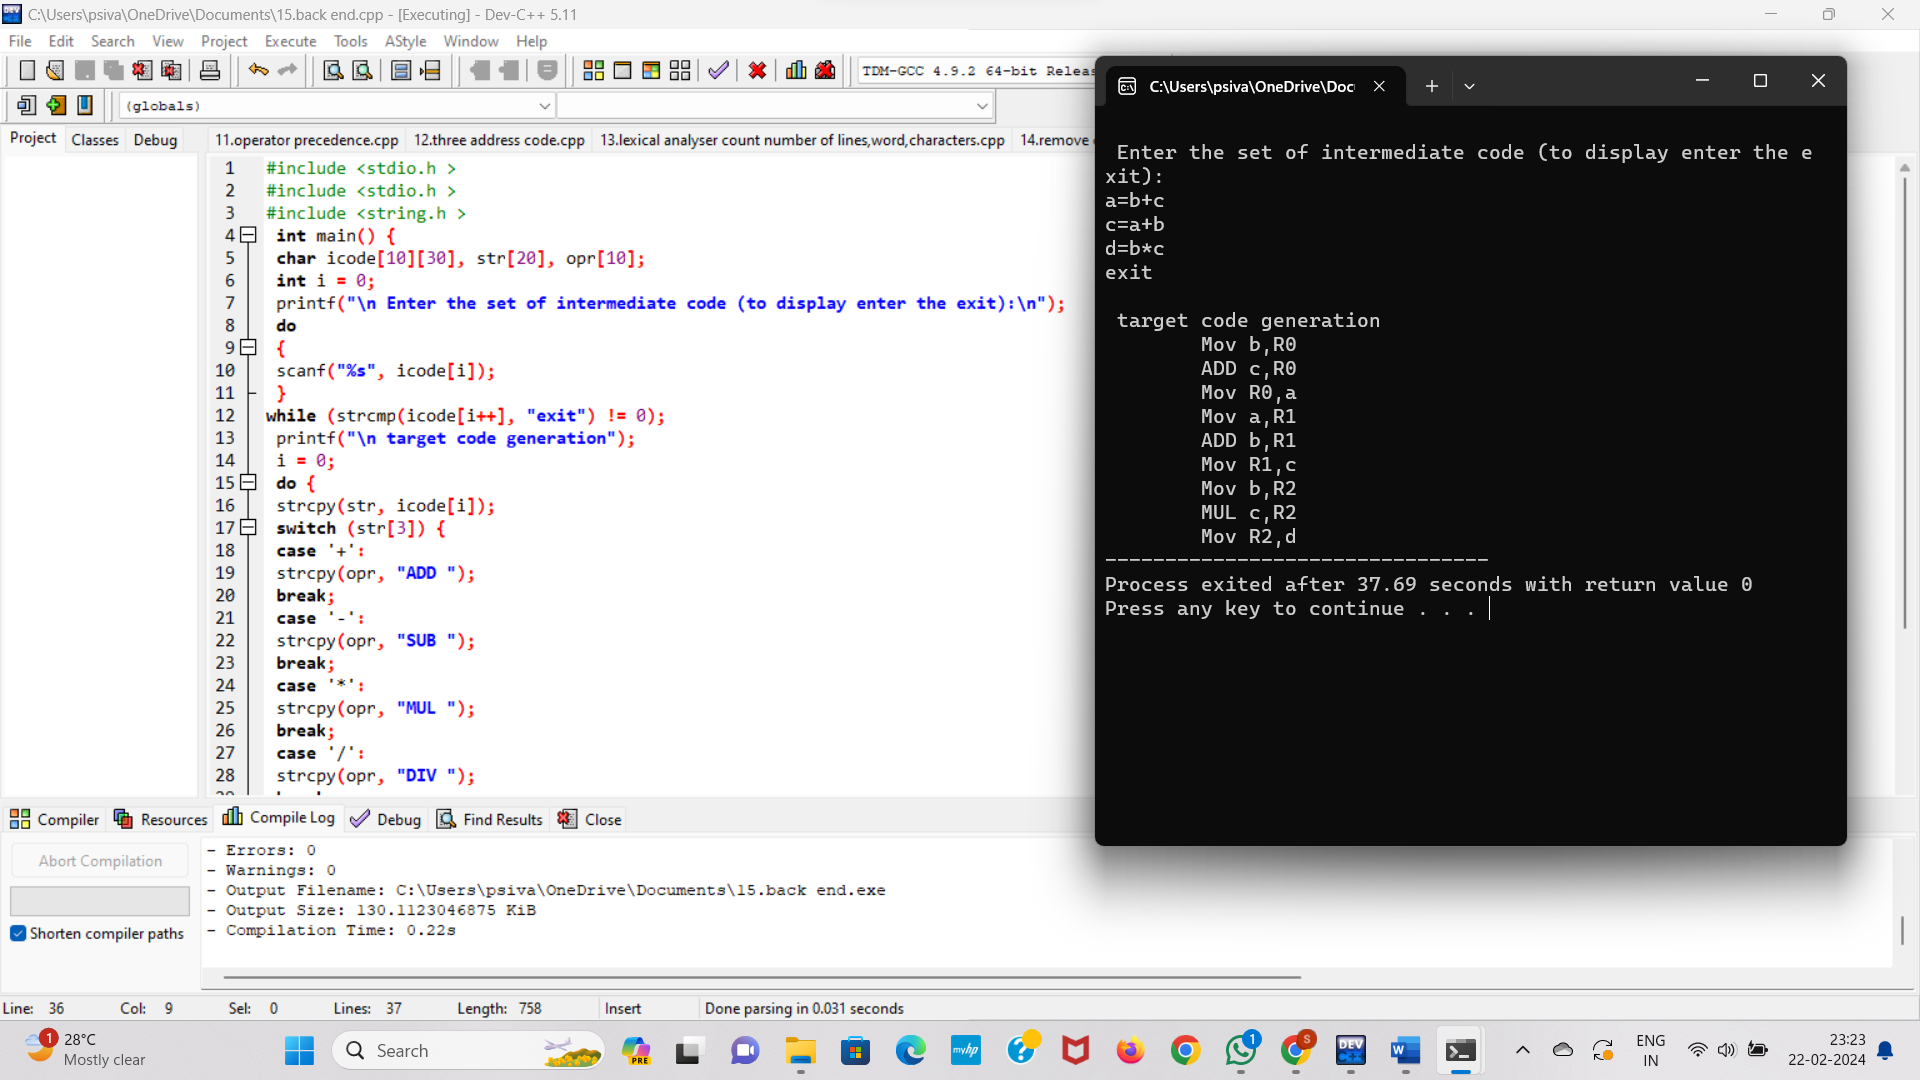 C:\Users\psiva\OneDrive\Documents\15.back end.cpp - [Executing] - Dev-C++ 5.11
File Edit Search View Project Execute Tools AStyle Window Help
TDM-GCC 4.9.2 64-bit
(globals)
Project Classes Debug
11.operator precedence.cpp 12.three address code.cpp 13.lexical analyser count number of lines,word,characters.cpp 14.remove
1 #include <stdio.h >
2 #include <stdio.h >
3 #include <string.h >
4 int main() {
5 char icode[10][30], str[20], opr[10];
6 int i = 0;
7 printf("\n Enter the set of intermediate code (to display enter the exit):\n");
8 do
9 {
10 scanf("%s", icode[i]);
11 }
12 while (strcmp(icode[i++], "exit") != 0);
13 printf("\n target code generation");
14 i = 0;
15 do {
16 strcpy(str, icode[i]);
17 switch (str[3]) {
18 case '+':
19 strcpy(opr, "ADD ");
20 break;
21 case '-':
22 strcpy(opr, "SUB ");
23 break;
24 case '*':
25 strcpy(opr, "MUL ");
26 break;
27 case '/':
28 strcpy(opr, "DIV ");
C:\Users\psiva\OneDrive\Doc
Enter the set of intermediate code (to display enter the e
xit):
a=b+c
c=a+b
d=b*c
exit
target code generation
Mov b,R0
ADD c,R0
Mov R0,a
Mov a,R1
ADD b,R1
Mov R1,c
Mov b,R2
MUL c,R2
Mov R2,d
--------------------------------
Process exited after 37.69 seconds with return value 0
Press any key to continue . . .
Compiler Resources Compile Log Debug Find Results Close
Abort Compilation
Shorten compiler paths
- Errors: 0
- Warnings: 0
- Output Filename: C:\Users\psiva\OneDrive\Documents\15.back end.exe
- Output Size: 130.1123046875 KiB
- Compilation Time: 0.22s
Line: 36 Col: 9 Sel: 0 Lines: 37 Length: 758 Insert Done parsing in 0.031 seconds
1 28°C
Mostly clear
Search
PRE
myhp
1
S
DEV
C++
W
ENG
IN
23:23
22-02-2024